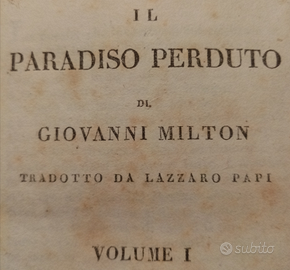 IL
PARADISO PERDUTO
DI
GIOVANNI MILTON
TRADOTTO DA LAZZARO PAPI
VOLUME I
subito